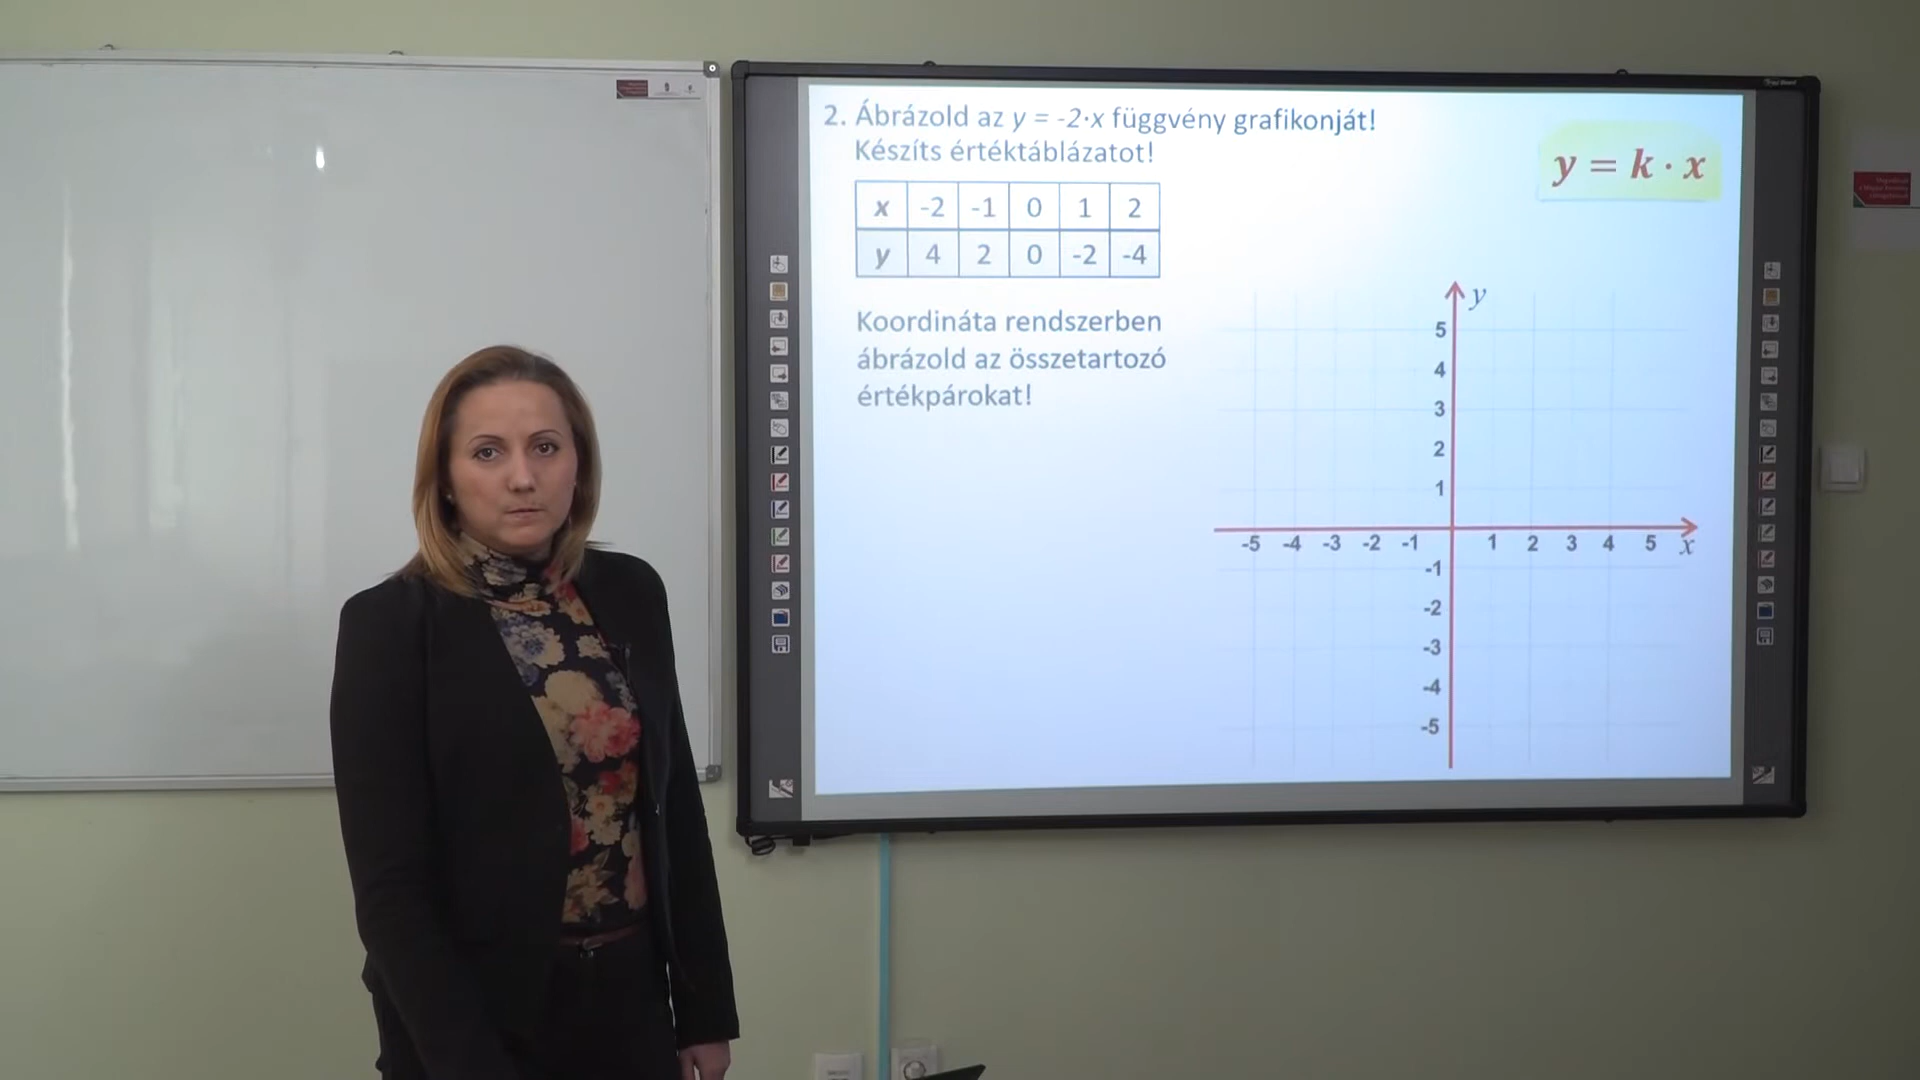 2. Ábrázold az y = -2·x függvény grafikonját!
Készíts értéktáblázatot!
y = k · x
x -2 -1 0 1 2
y 4 2 0 -2 -4
Koordináta rendszerben
ábrázold az összetartozó
értékpárokat!
y
5
4
3
2
1
-5 -4 -3 -2 -1 1 2 3 4 5 x
-1
-2
-3
-4
-5